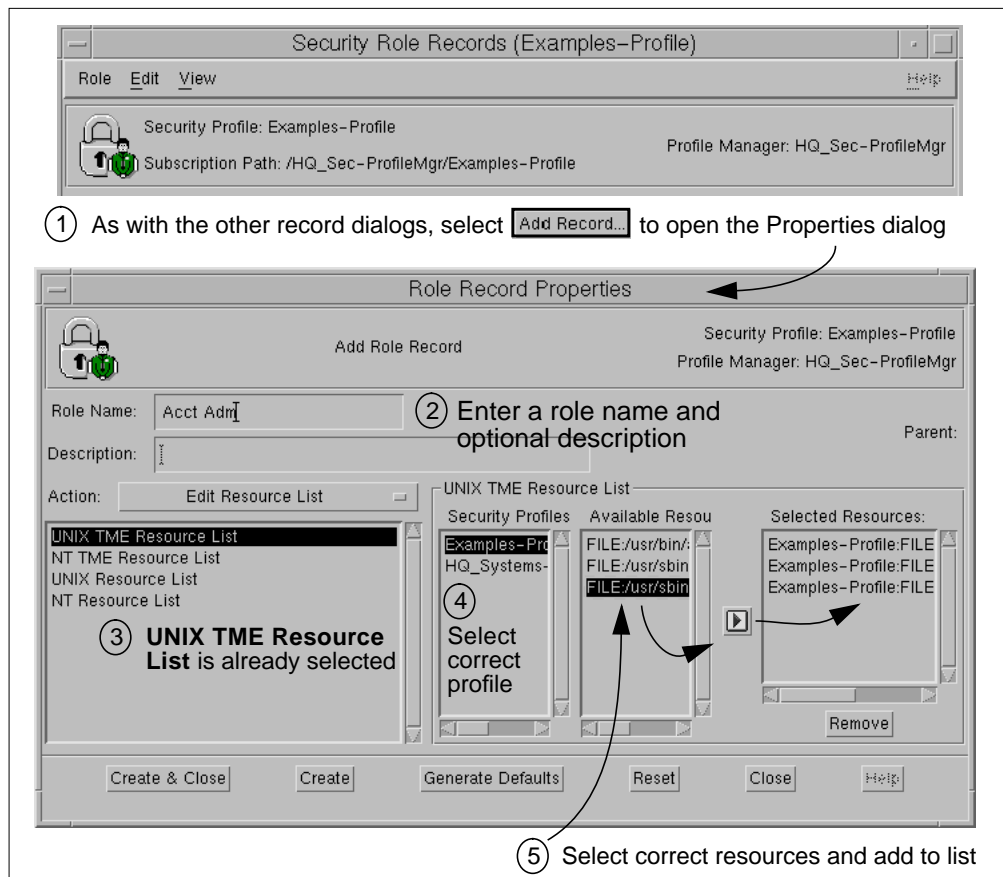 Security Role Records (Examples-Profile)
Role Edit View Help
Security Profile: Examples-Profile
Subscription Path: /HQ_Sec-ProfileMgr/Examples-Profile
Profile Manager: HQ_Sec-ProfileMgr
1 As with the other record dialogs, select Add Record... to open the Properties dialog
Role Record Properties
Add Role Record
Security Profile: Examples-Profile
Profile Manager: HQ_Sec-ProfileMgr
Role Name: Acct Adm
2 Enter a role name and
optional description
Parent:
Description:
Action: Edit Resource List
UNIX TME Resource List
NT TME Resource List
UNIX Resource List
NT Resource List
3 UNIX TME Resource
List is already selected
UNIX TME Resource List
Security Profiles
Examples-Pro
HQ_Systems-
4
Select
correct
profile
Available Resou
FILE:/usr/bin/
FILE:/usr/sbin
FILE:/usr/sbin
Selected Resources:
Examples-Profile:FILE
Examples-Profile:FILE
Examples-Profile:FILE
Remove
Create & Close Create Generate Defaults Reset Close Help
5 Select correct resources and add to list